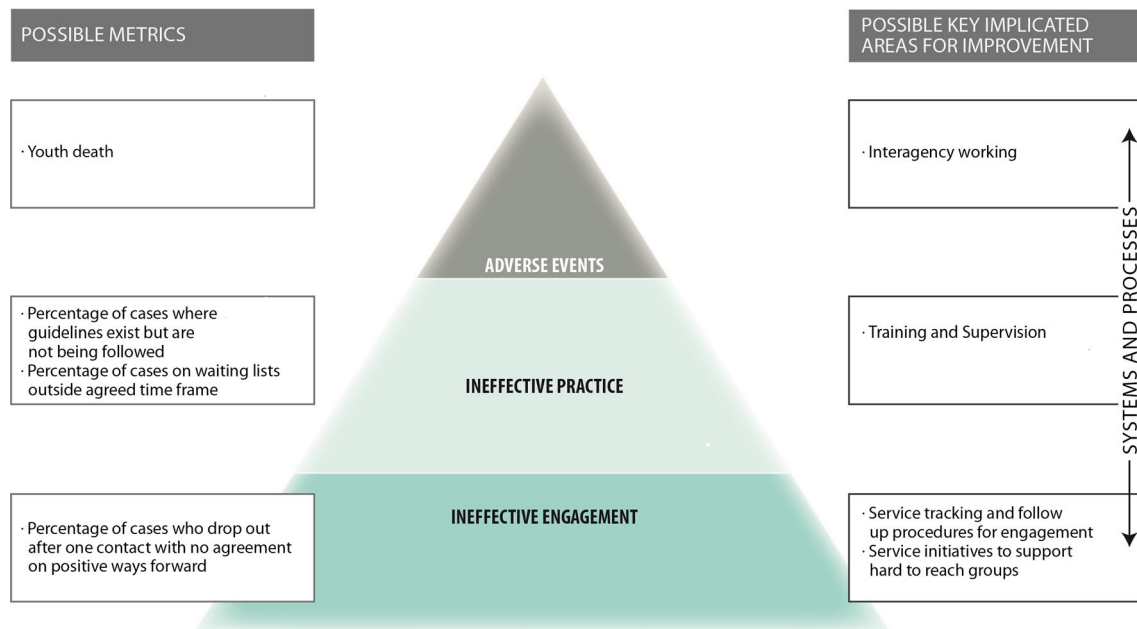 POSSIBLE METRICS
POSSIBLE KEY IMPLICATED
AREAS FOR IMPROVEMENT
· Youth death
ADVERSE EVENTS
· Interagency working
· Percentage of cases where
guidelines exist but are
not being followed
· Percentage of cases on waiting lists
outside agreed time frame
INEFFECTIVE PRACTICE
· Training and Supervision
· Percentage of cases who drop out
after one contact with no agreement
on positive ways forward
INEFFECTIVE ENGAGEMENT
· Service tracking and follow
up procedures for engagement
· Service initiatives to support
hard to reach groups
SYSTEMS AND PROCESSES